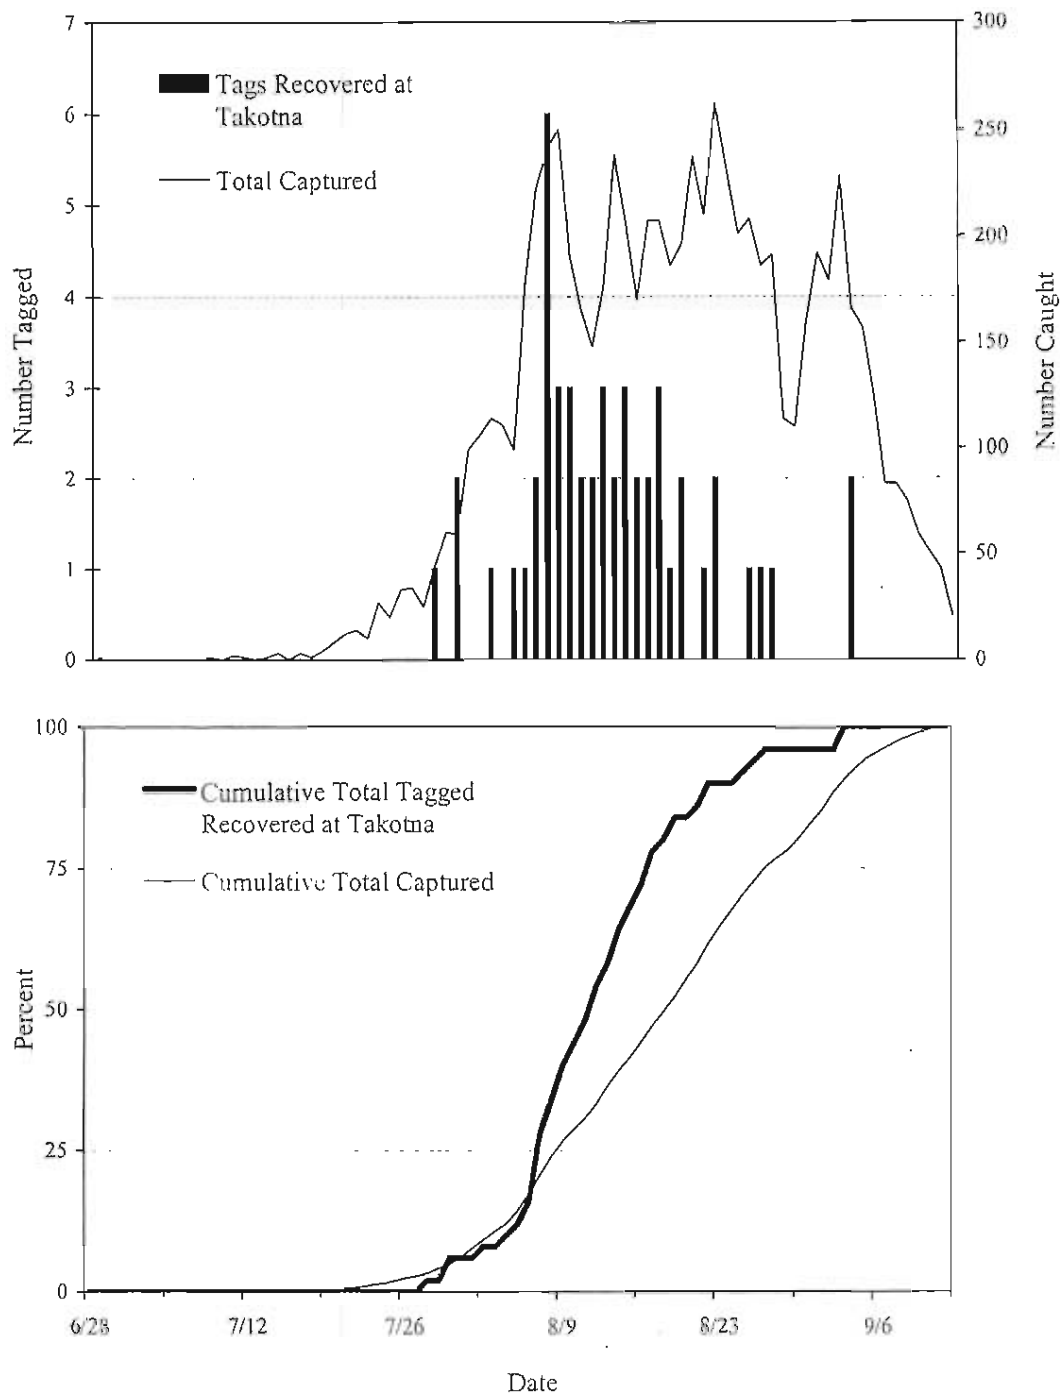 7
6
5
4
3
2
1
0
Number Tagged
Tags Recovered at
Takotna
Total Captured
300
250
200
150
100
50
0
Number Caught
100
75
50
25
0
Percent
Cumulative Total Tagged
Recovered at Takotna
Cumulative Total Captured
6/28 7/12 7/26 8/9 8/23 9/6
Date